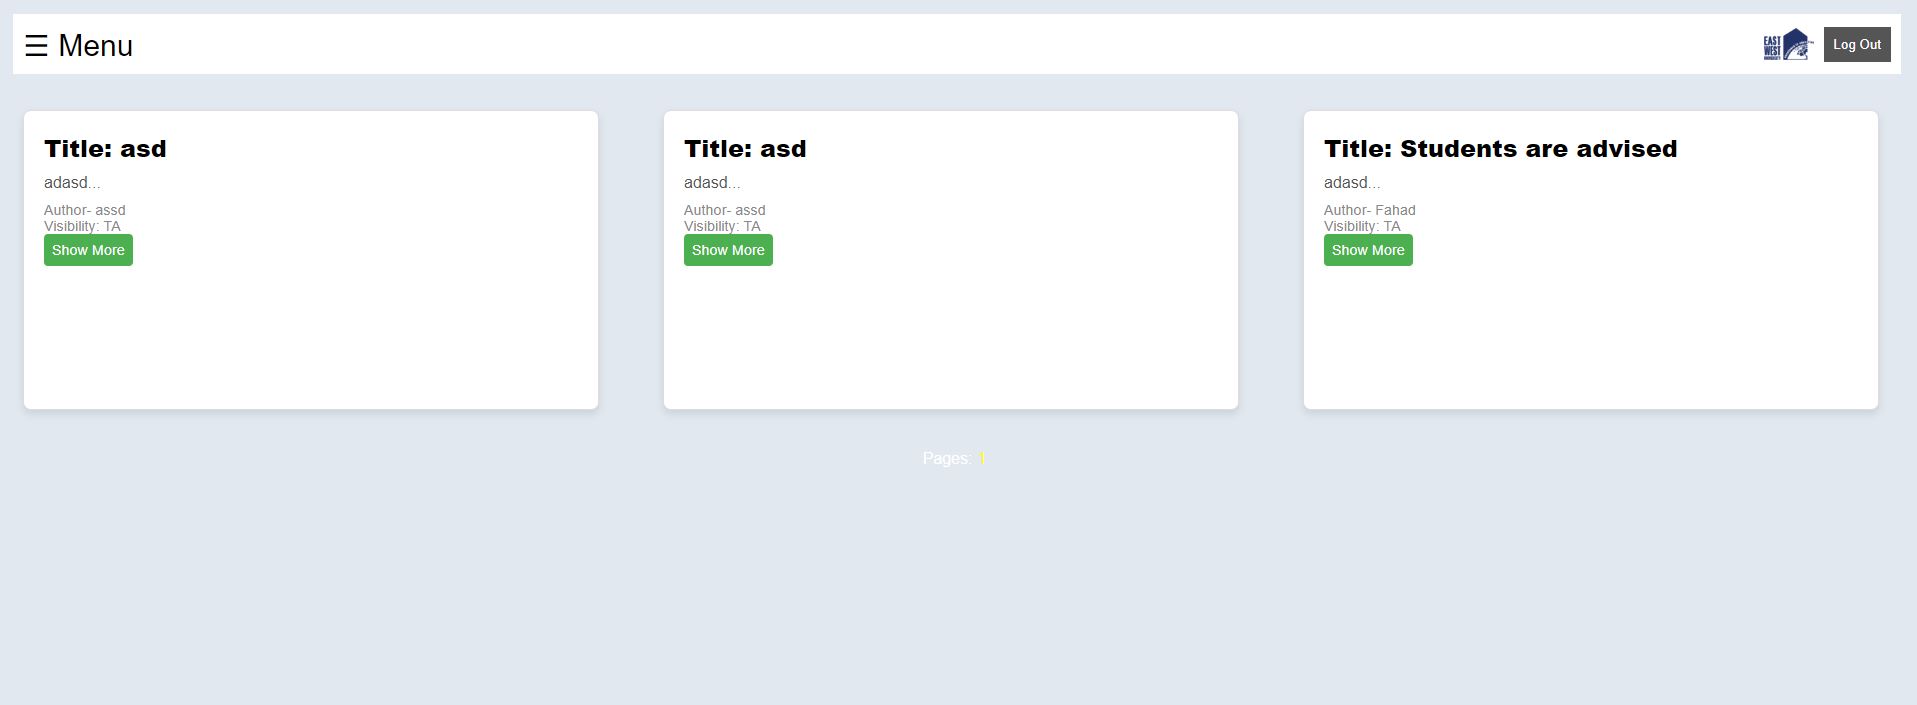 ☰ Menu
EAST
WEST
UNIVERSITY
Log Out
Title: asd
adasd...
Author- assd
Visibility: TA
Show More
Title: asd
adasd...
Author- assd
Visibility: TA
Show More
Title: Students are advised
adasd...
Author- Fahad
Visibility: TA
Show More
Pages: 1